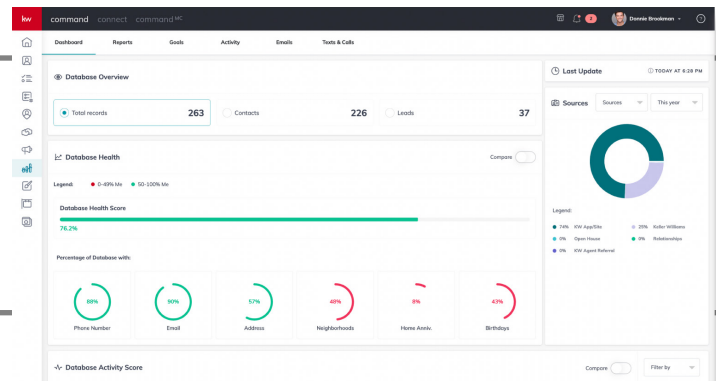 kw command connect command MC 2 Donnie Brookman
Dashboard Reports Goals Activity Emails Texts & Calls
Database Overview
Total records 263 Contacts 226 Leads 37
Last Update TODAY AT 6:26 PM
Sources Sources This year
Legend:
74% KW App/Site 25% Keller Williams
0% Open House 0% Relationships
0% KW Agent Referral
Database Health Compare
Legend: 0-49% Me 50-100% Me
Database Health Score
76.2%
Percentage of Database with:
88% 90% 57% 48% 8% 43%
Phone Number Email Address Neighborhoods Home Anniv. Birthdays
Database Activity Score Compare Filter by